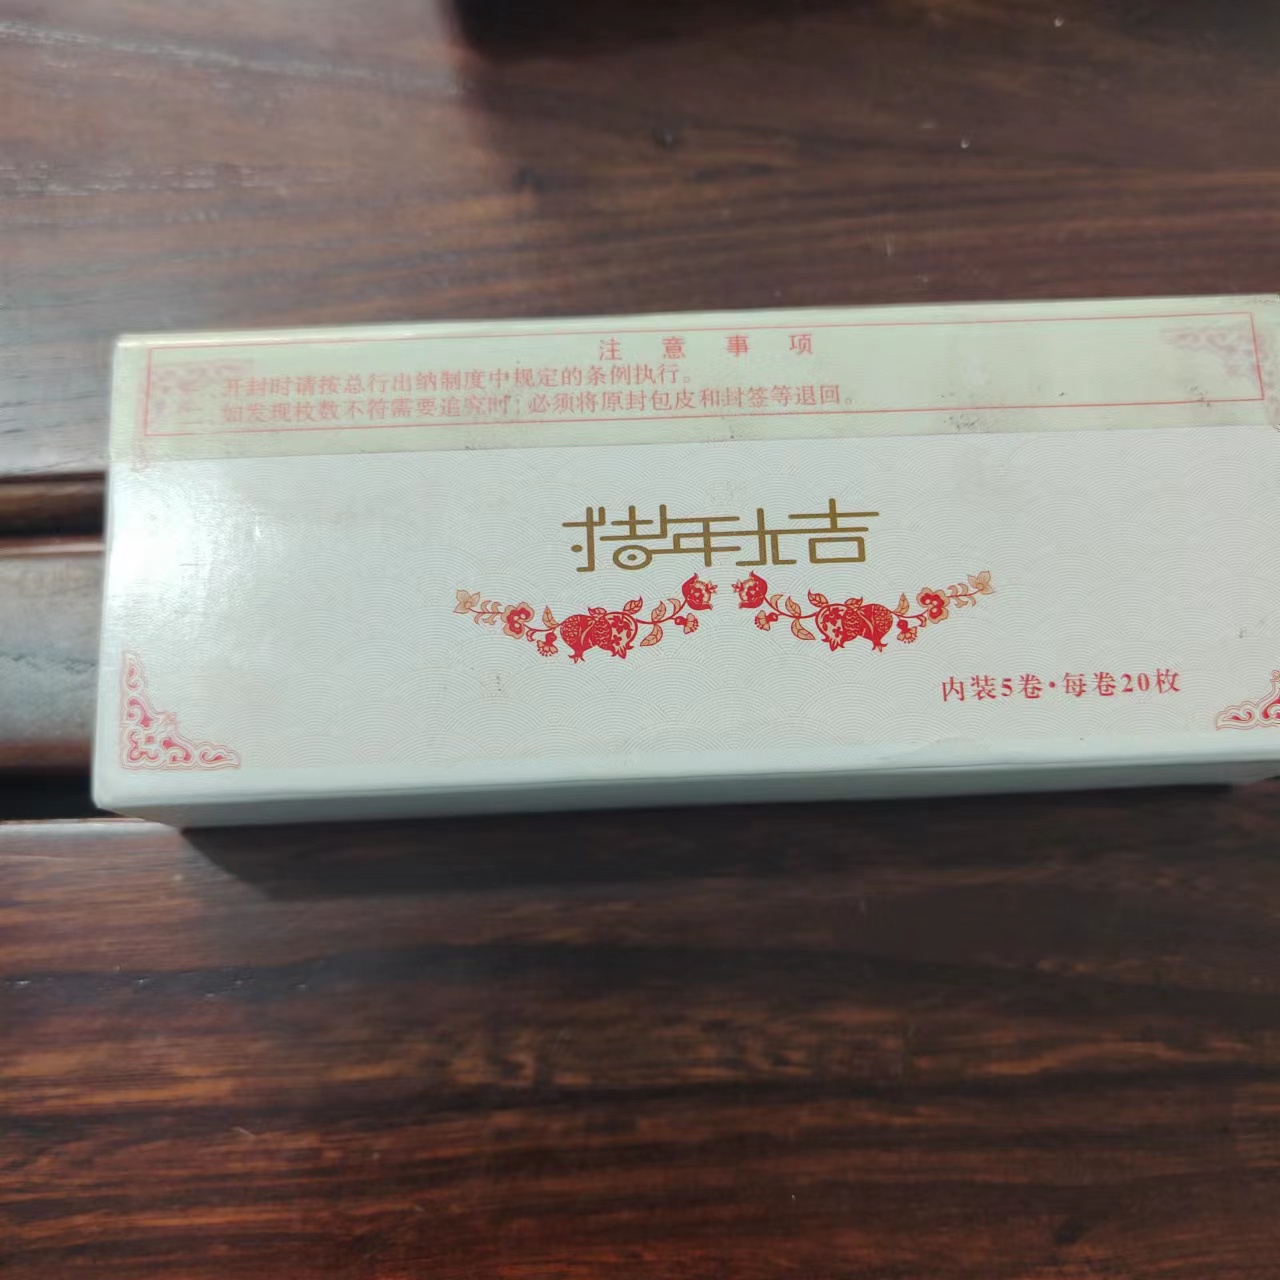 注意事项
一、开封时请按总行出纳制度中规定的条例执行。
二、如发现枚数不符需要追究时，必须将原封包皮和封签等退回。
猪年大吉
内装5卷·每卷20枚